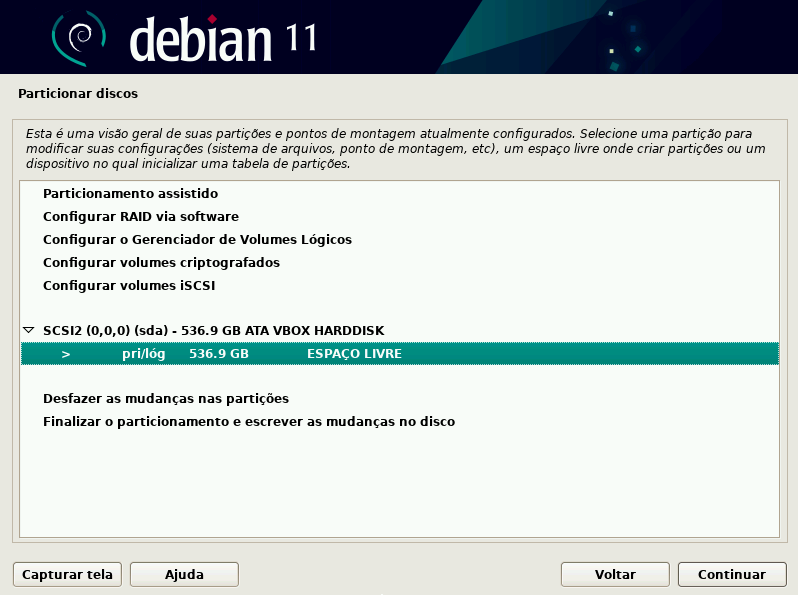 debian 11
Particionar discos
Esta é uma visão geral de suas partições e pontos de montagem atualmente configurados. Selecione uma partição para
modificar suas configurações (sistema de arquivos, ponto de montagem, etc), um espaço livre onde criar partições ou um
dispositivo no qual inicializar uma tabela de partições.
Particionamento assistido
Configurar RAID via software
Configurar o Gerenciador de Volumes Lógicos
Configurar volumes criptografados
Configurar volumes iSCSI
SCSI2 (0,0,0) (sda) - 536.9 GB ATA VBOX HARDDISK
> pri/lóg 536.9 GB ESPAÇO LIVRE
Desfazer as mudanças nas partições
Finalizar o particionamento e escrever as mudanças no disco
Capturar tela Ajuda Voltar Continuar